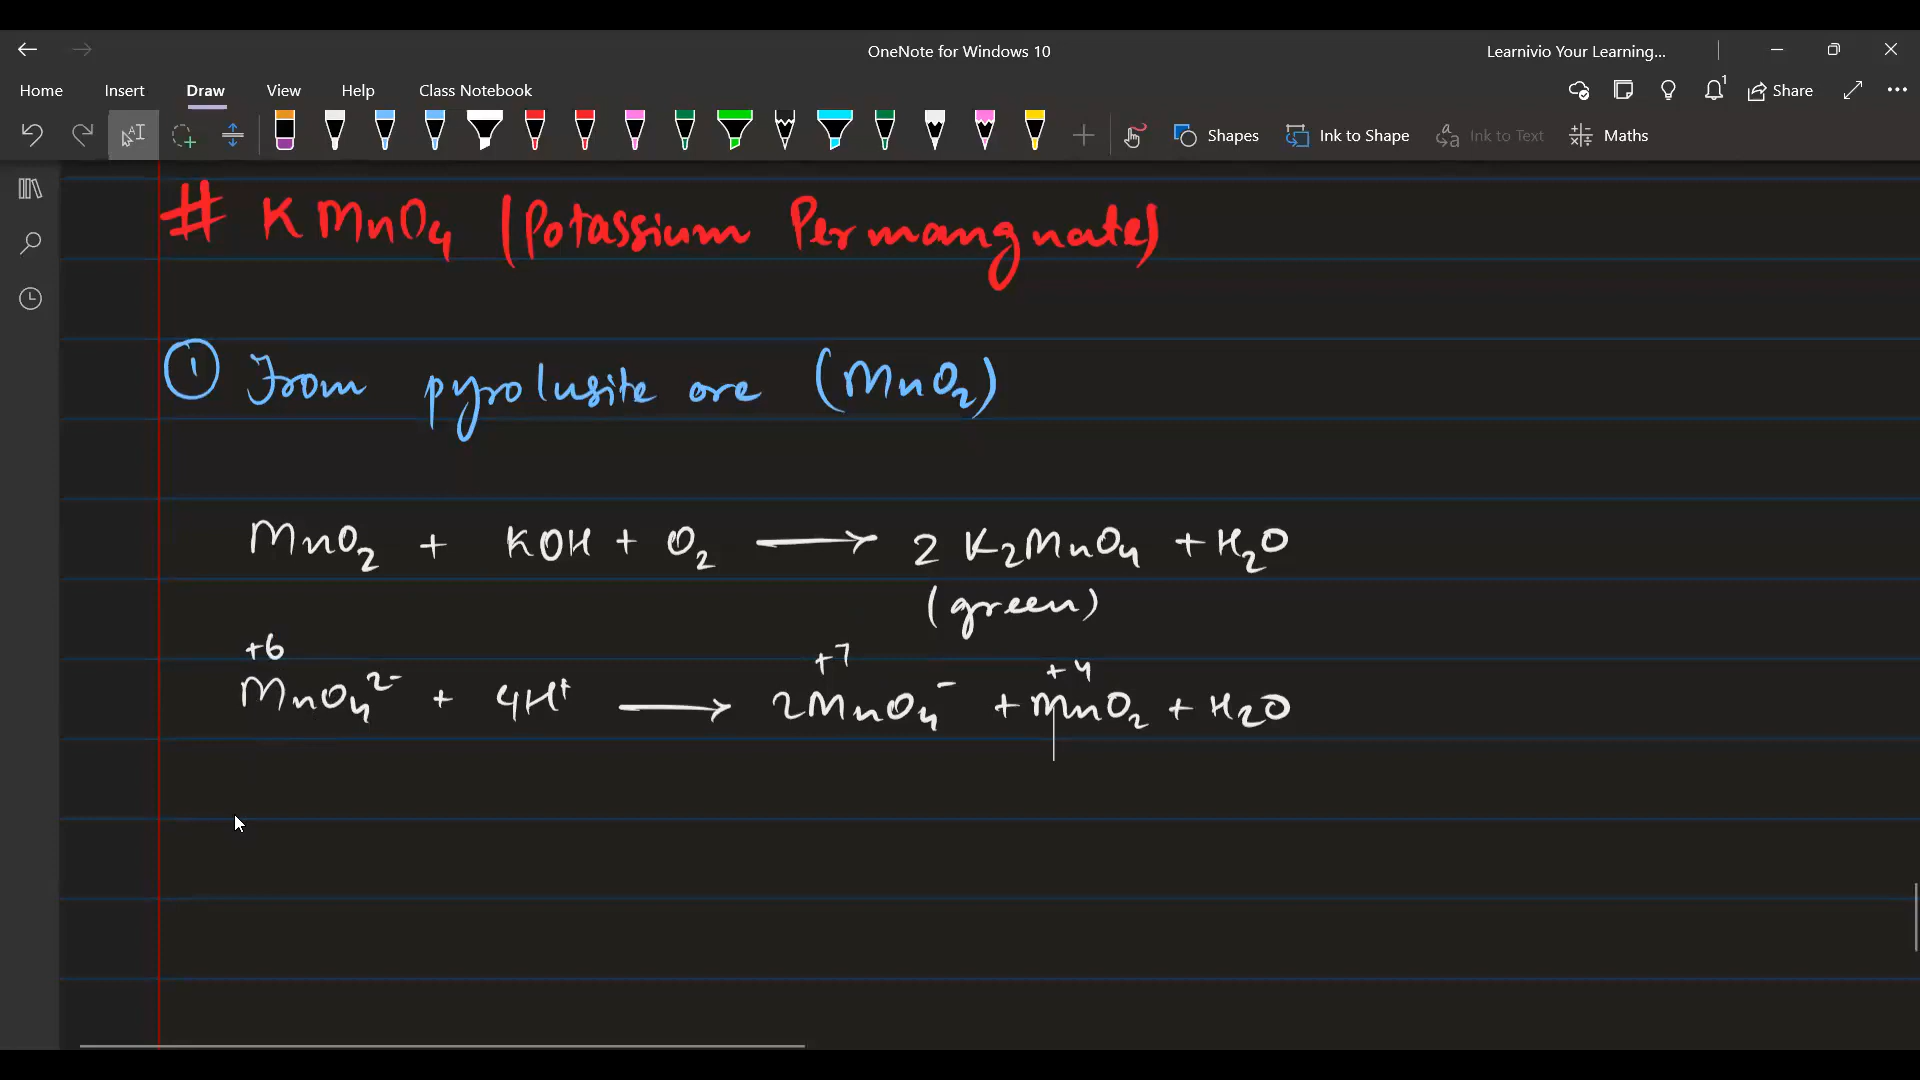 OneNote for Windows 10
Learnivio Your Learning...
Home Insert Draw View Help Class Notebook
1
Share
Shapes Ink to Shape Ink to Text Maths
# KMnO4 (Potassium Permangnate)
① From pyrolusite ore (MnO₂)
MnO₂ + KOH + O₂ ⟶ 2 K₂MnO₄ + H₂O
(green)
+6 +7 +4
MnO₄²⁻ + 4H⁺ ⟶ 2MnO₄⁻ + MnO₂ + H₂O